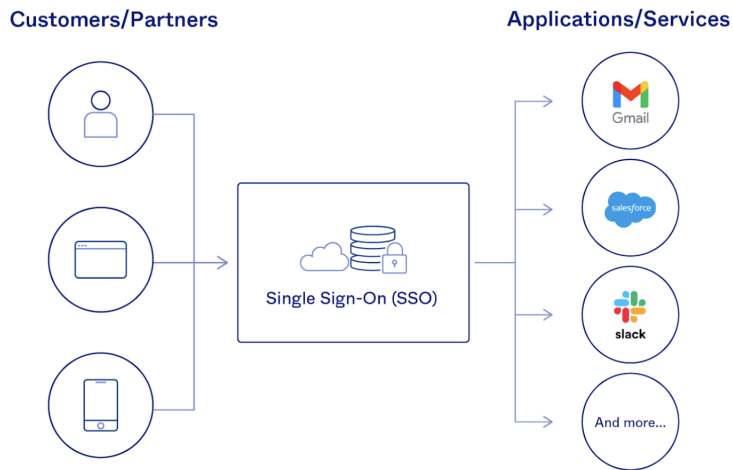 Customers/Partners
Applications/Services
Gmail
salesforce
Single Sign-On (SSO)
slack
And more...